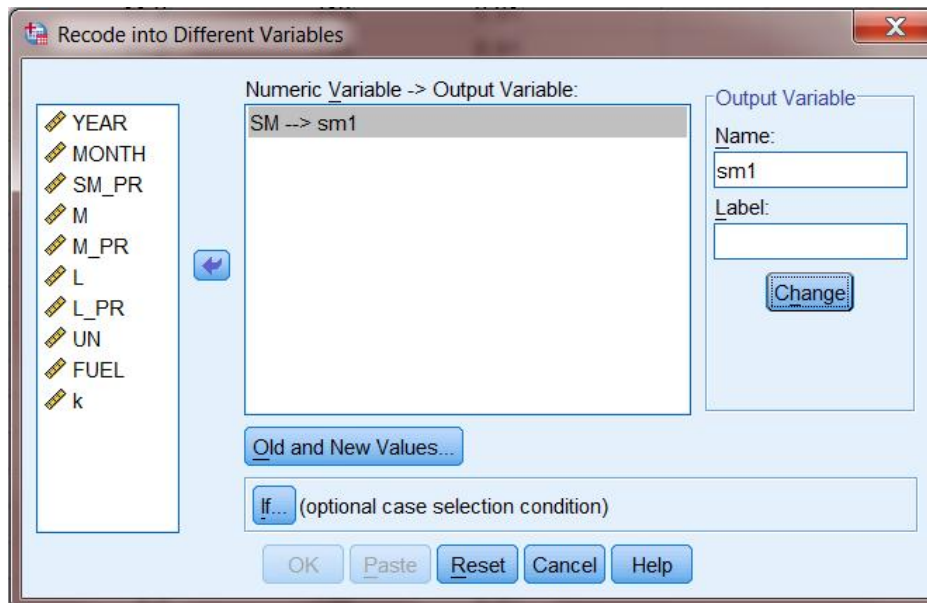 Recode into Different Variables
X
YEAR
MONTH
SM_PR
M
M_PR
L
L_PR
UN
FUEL
k
Numeric Variable -> Output Variable:
SM --> sm1
Old and New Values...
If... (optional case selection condition)
Output Variable
Name:
sm1
Label:
Change
OK Paste Reset Cancel Help